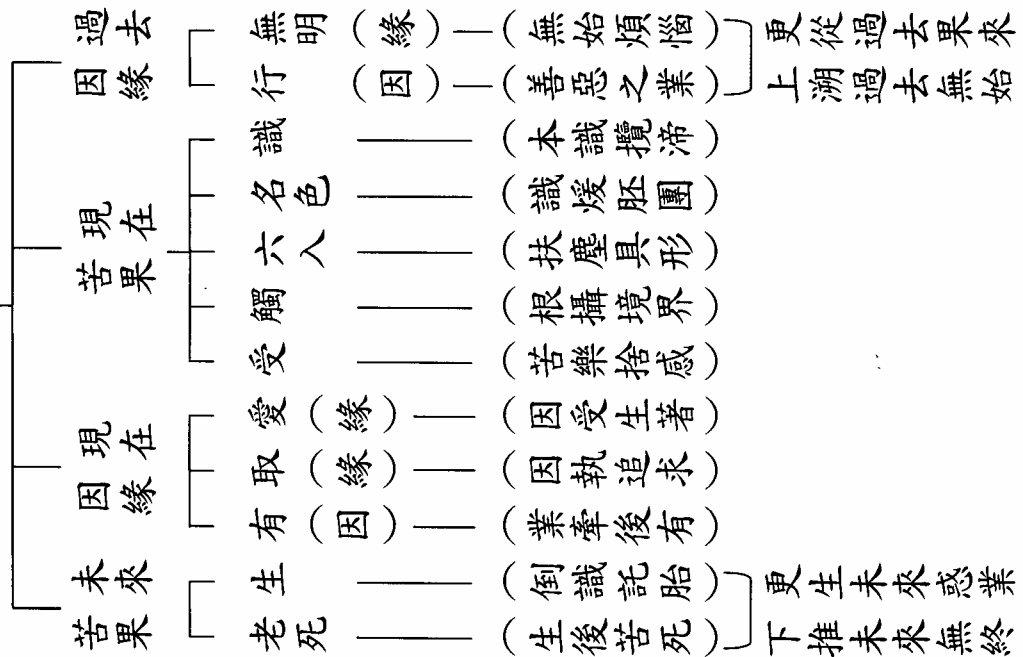 過去
因緣
無明（緣）（無始煩惱）
行（因）（善惡之業）
更從過去果來
上溯過去無始
現在
苦果
識（本識攬渧）
名色（識煖胚團）
六入（扶塵具形）
觸（根攝境界）
受（苦樂捨感）
現在
因緣
愛（緣）（因受生著）
取（緣）（因執追求）
有（因）（業牽後有）
未來
苦果
生（倒識託胎）
老死（生後苦死）
更生未來惑業
下推未來無終